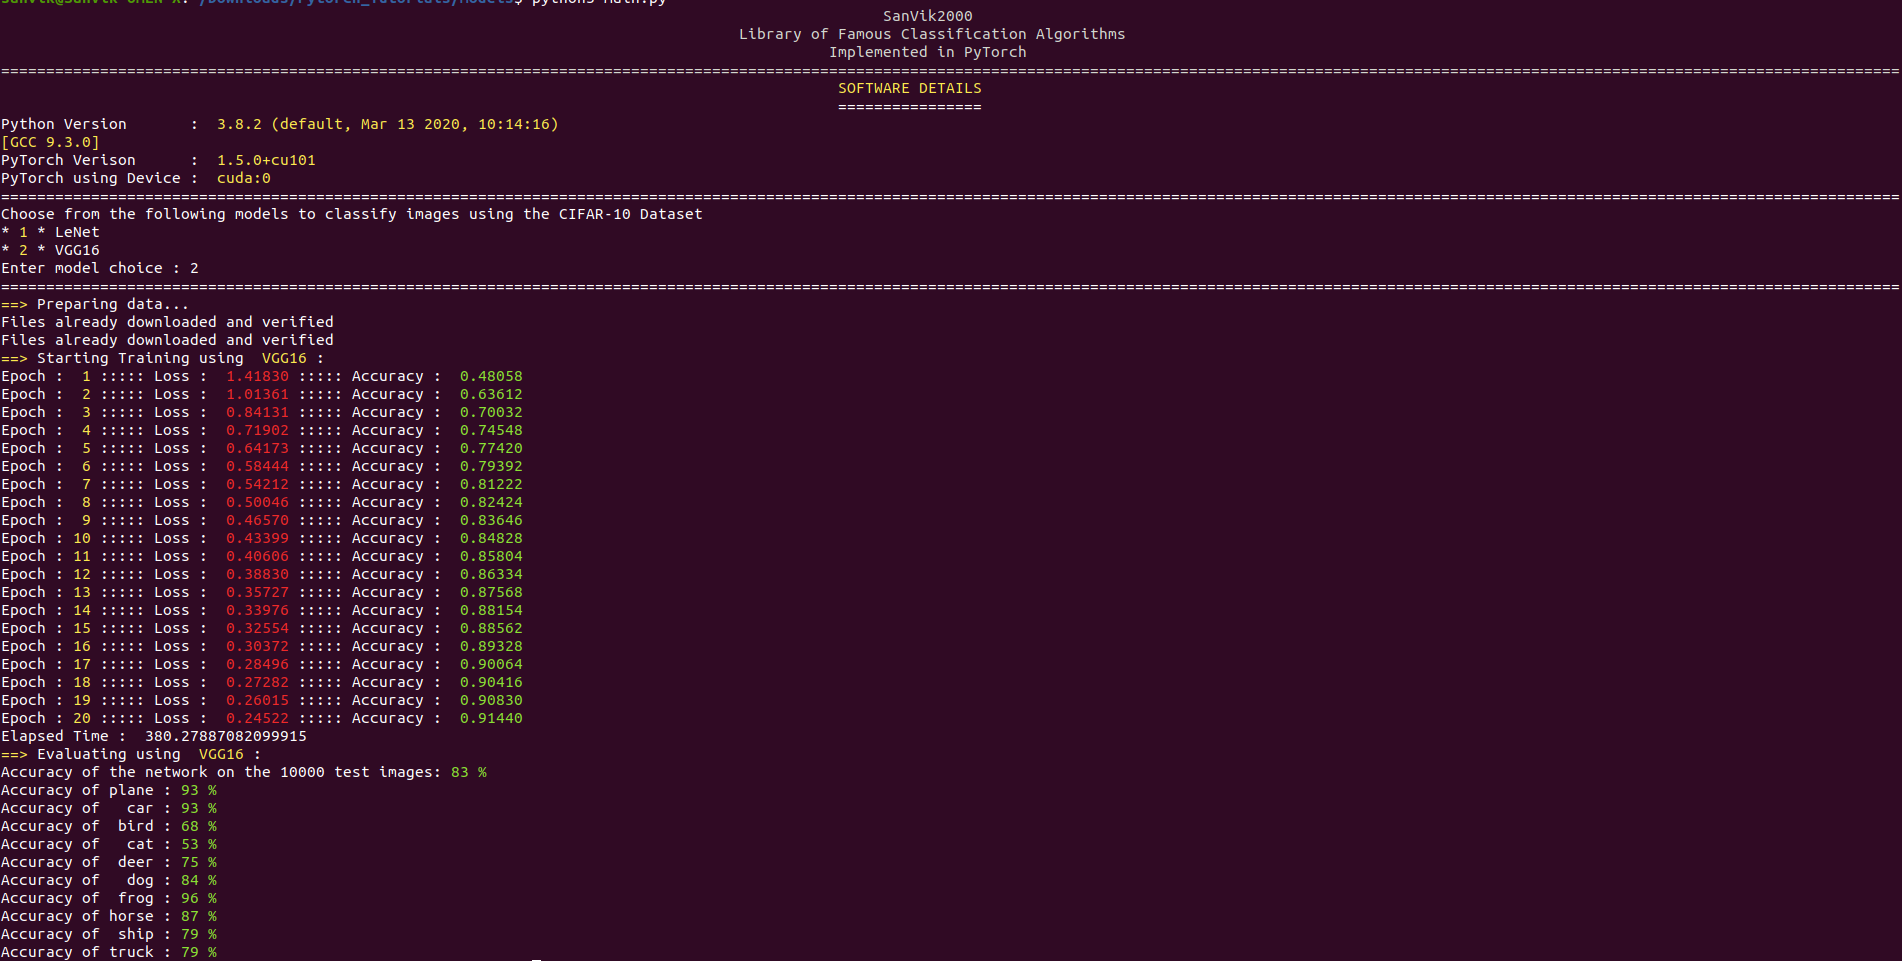 SanVik2000
Library of Famous Classification Algorithms
Implemented in PyTorch
================================================================================
SOFTWARE DETAILS
================
Python Version       :  3.8.2 (default, Mar 13 2020, 10:14:16)
[GCC 9.3.0]
PyTorch Verison      :  1.5.0+cu101
PyTorch using Device :  cuda:0
================================================================================
Choose from the following models to classify images using the CIFAR-10 Dataset
* 1 * LeNet
* 2 * VGG16
Enter model choice : 2
================================================================================
==> Preparing data...
Files already downloaded and verified
Files already downloaded and verified
==> Starting Training using  VGG16 :
Epoch :  1 ::::: Loss :  1.41830 ::::: Accuracy :  0.48058
Epoch :  2 ::::: Loss :  1.01361 ::::: Accuracy :  0.63612
Epoch :  3 ::::: Loss :  0.84131 ::::: Accuracy :  0.70032
Epoch :  4 ::::: Loss :  0.71902 ::::: Accuracy :  0.74548
Epoch :  5 ::::: Loss :  0.64173 ::::: Accuracy :  0.77420
Epoch :  6 ::::: Loss :  0.58444 ::::: Accuracy :  0.79392
Epoch :  7 ::::: Loss :  0.54212 ::::: Accuracy :  0.81222
Epoch :  8 ::::: Loss :  0.50046 ::::: Accuracy :  0.82424
Epoch :  9 ::::: Loss :  0.46570 ::::: Accuracy :  0.83646
Epoch : 10 ::::: Loss :  0.43399 ::::: Accuracy :  0.84828
Epoch : 11 ::::: Loss :  0.40606 ::::: Accuracy :  0.85804
Epoch : 12 ::::: Loss :  0.38830 ::::: Accuracy :  0.86334
Epoch : 13 ::::: Loss :  0.35727 ::::: Accuracy :  0.87568
Epoch : 14 ::::: Loss :  0.33976 ::::: Accuracy :  0.88154
Epoch : 15 ::::: Loss :  0.32554 ::::: Accuracy :  0.88562
Epoch : 16 ::::: Loss :  0.30372 ::::: Accuracy :  0.89328
Epoch : 17 ::::: Loss :  0.28496 ::::: Accuracy :  0.90064
Epoch : 18 ::::: Loss :  0.27282 ::::: Accuracy :  0.90416
Epoch : 19 ::::: Loss :  0.26015 ::::: Accuracy :  0.90830
Epoch : 20 ::::: Loss :  0.24522 ::::: Accuracy :  0.91440
Elapsed Time :  380.27887082099915
==> Evaluating using  VGG16 :
Accuracy of the network on the 10000 test images: 83 %
Accuracy of plane : 93 %
Accuracy of   car : 93 %
Accuracy of  bird : 68 %
Accuracy of   cat : 53 %
Accuracy of  deer : 75 %
Accuracy of   dog : 84 %
Accuracy of  frog : 96 %
Accuracy of horse : 87 %
Accuracy of  ship : 79 %
Accuracy of truck : 79 %